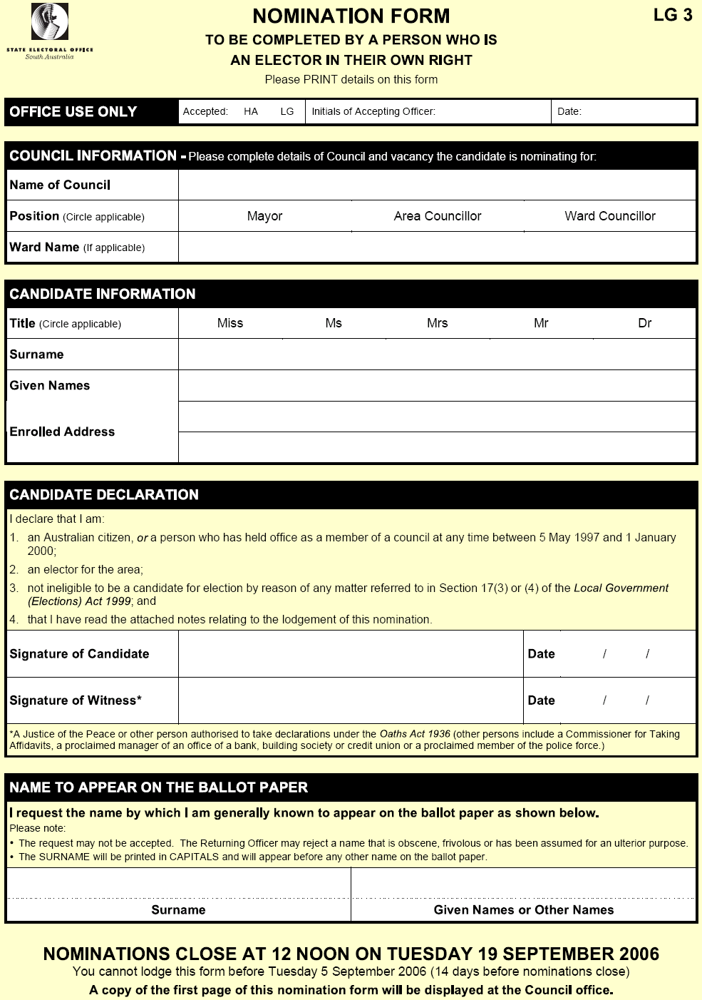 STATE ELECTORAL OFFICE
South Australia
NOMINATION FORM
LG 3
TO BE COMPLETED BY A PERSON WHO IS
AN ELECTOR IN THEIR OWN RIGHT
Please PRINT details on this form
OFFICE USE ONLY Accepted: HA LG Initials of Accepting Officer: Date:
COUNCIL INFORMATION - Please complete details of Council and vacancy the candidate is nominating for:
Name of Council
Position (Circle applicable) Mayor Area Councillor Ward Councillor
Ward Name (If applicable)
CANDIDATE INFORMATION
Title (Circle applicable) Miss Ms Mrs Mr Dr
Surname
Given Names
Enrolled Address
CANDIDATE DECLARATION
I declare that I am:
1. an Australian citizen, or a person who has held office as a member of a council at any time between 5 May 1997 and 1 January
2000;
2. an elector for the area;
3. not ineligible to be a candidate for election by reason of any matter referred to in Section 17(3) or (4) of the Local Government
(Elections) Act 1999; and
4. that I have read the attached notes relating to the lodgement of this nomination.
Signature of Candidate Date / /
Signature of Witness* Date / /
*A Justice of the Peace or other person authorised to take declarations under the Oaths Act 1936 (other persons include a Commissioner for Taking
Affidavits, a proclaimed manager of an office of a bank, building society or credit union or a proclaimed member of the police force.)
NAME TO APPEAR ON THE BALLOT PAPER
I request the name by which I am generally known to appear on the ballot paper as shown below.
Please note:
• The request may not be accepted. The Returning Officer may reject a name that is obscene, frivolous or has been assumed for an ulterior purpose.
• The SURNAME will be printed in CAPITALS and will appear before any other name on the ballot paper.
Surname Given Names or Other Names
NOMINATIONS CLOSE AT 12 NOON ON TUESDAY 19 SEPTEMBER 2006
You cannot lodge this form before Tuesday 5 September 2006 (14 days before nominations close)
A copy of the first page of this nomination form will be displayed at the Council office.